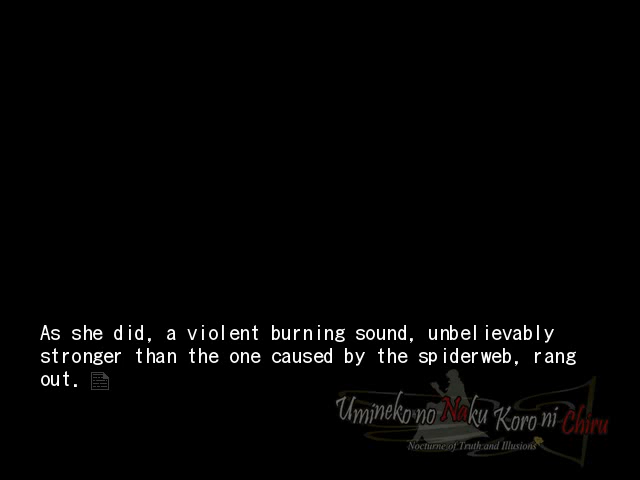 As she did, a violent burning sound, unbelievably
stronger than the one caused by the spiderweb, rang
out.
Umineko no Naku Koro ni Chiru
Nocturne of Truth and Illusions